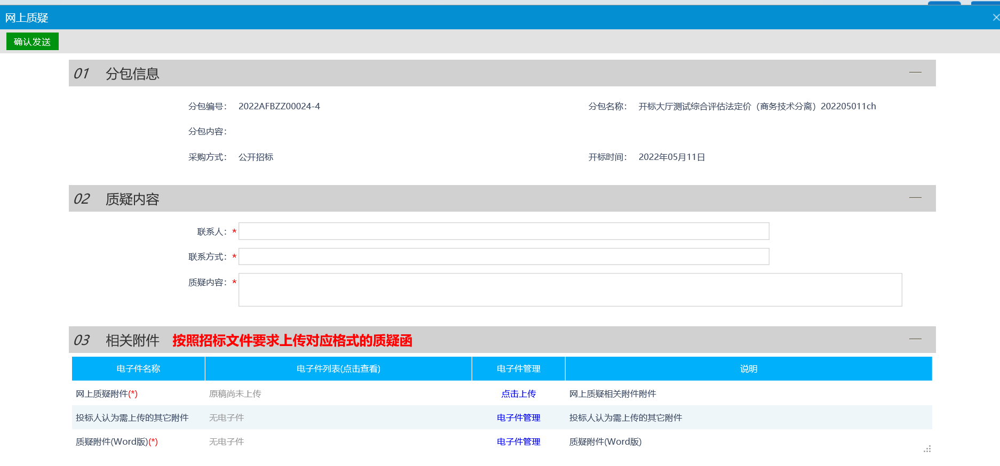 网上质疑
确认发送
01 分包信息
分包编号： 2022AFBZZ00024-4 分包名称： 开标大厅测试综合评估法定价（商务技术分离）202205011ch
分包内容：
采购方式： 公开招标 开标时间： 2022年05月11日
02 质疑内容
联系人：*
联系方式：*
质疑内容：*
03 相关附件 按照招标文件要求上传对应格式的质疑函
电子件名称 电子件列表(点击查看) 电子件管理 说明
网上质疑附件(*) 原稿尚未上传 点击上传 网上质疑相关附件附件
投标人认为需上传的其它附件 无电子件 电子件管理 投标人认为需上传的其它附件
质疑附件(Word版)(*) 无电子件 电子件管理 质疑附件(Word版)